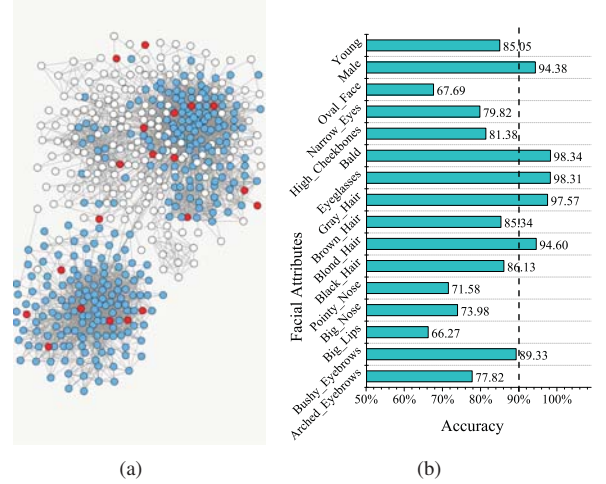 Young 85.05
Male 94.38
Oval_Face 67.69
Narrow_Eyes 79.82
High_Cheekbones 81.38
Bald 98.34
Eyeglasses 98.31
Gray_Hair 97.57
Brown_Hair 85.34
Blond_Hair 94.60
Black_Hair 86.13
Pointy_Nose 71.58
Big_Nose 73.98
Big_Lips 66.27
Bushy_Eyebrows 89.33
Arched_Eyebrows 77.82
Facial Attributes
50% 60% 70% 80% 90% 100%
Accuracy
(a) (b)